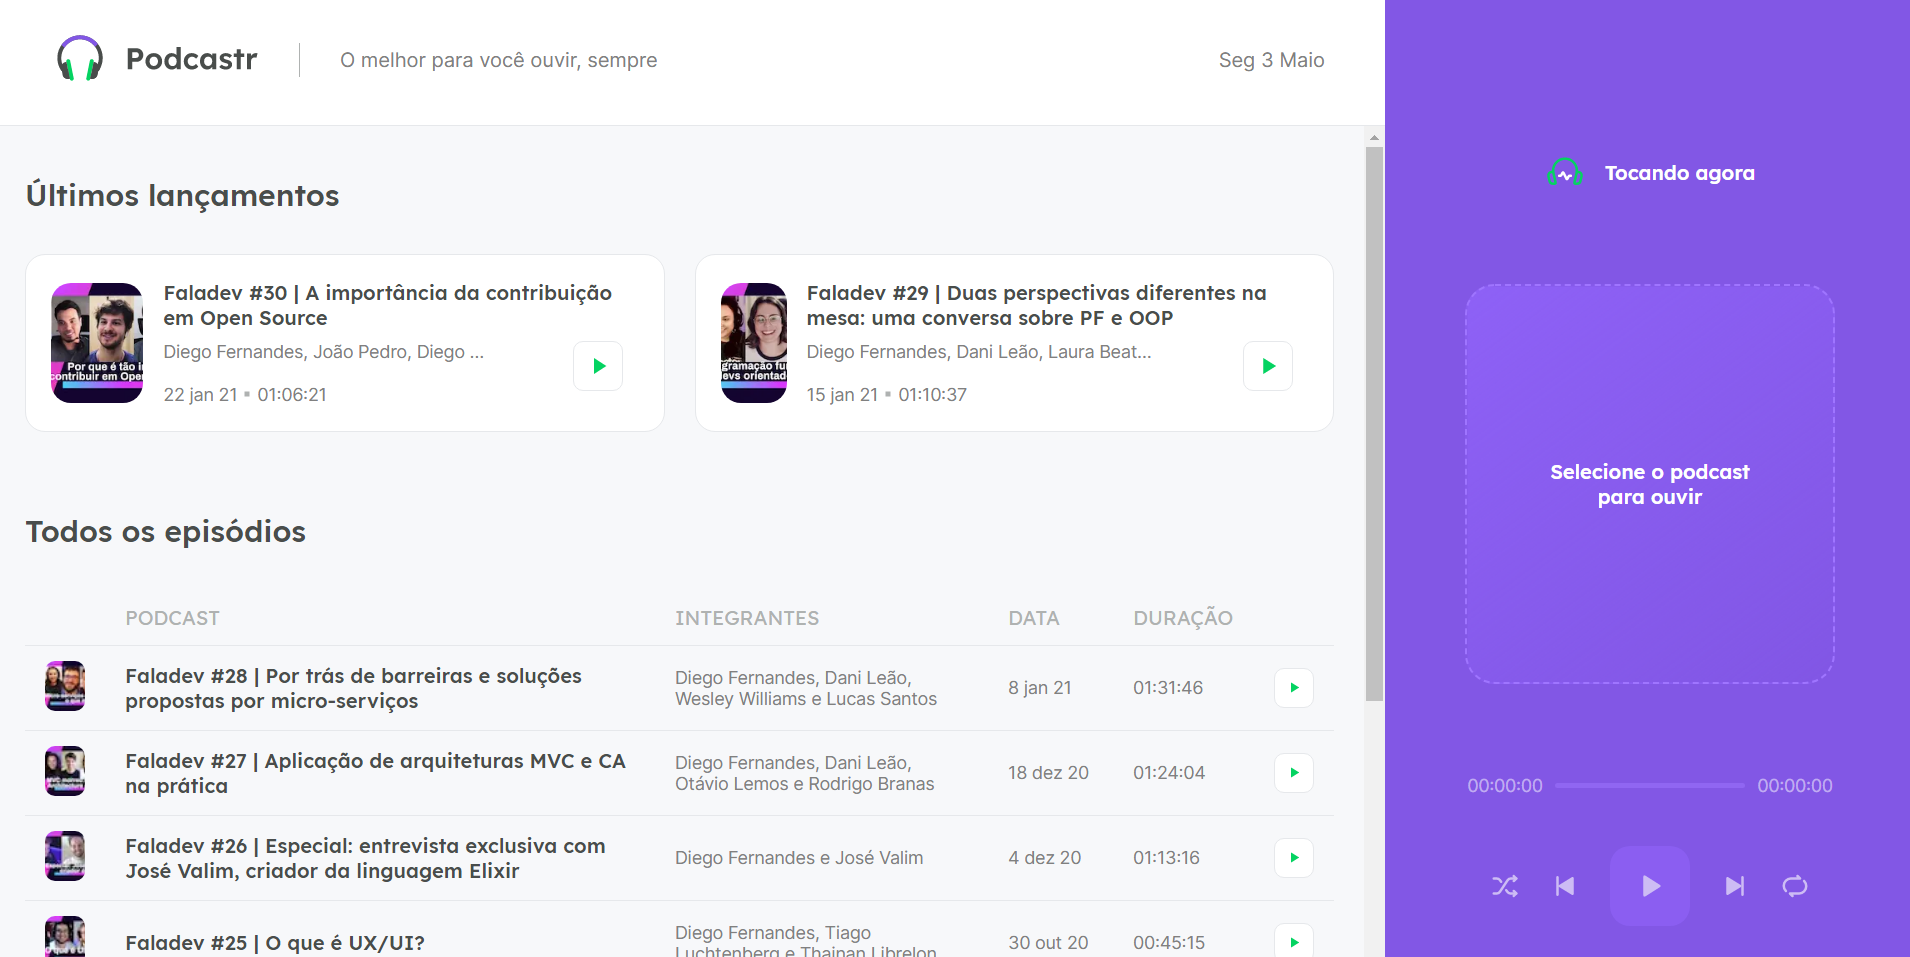 Podcastr
O melhor para você ouvir, sempre
Seg 3 Maio
Últimos lançamentos
Por que é tão i
contribuir em Ope
Faladev #30 | A importância da contribuição
em Open Source
Diego Fernandes, João Pedro, Diego ...
22 jan 21 • 01:06:21
gramação fu
evs orientad
Faladev #29 | Duas perspectivas diferentes na
mesa: uma conversa sobre PF e OOP
Diego Fernandes, Dani Leão, Laura Beat...
15 jan 21 • 01:10:37
Todos os episódios
PODCAST INTEGRANTES DATA DURAÇÃO
Faladev #28 | Por trás de barreiras e soluções
propostas por micro-serviços
Diego Fernandes, Dani Leão,
Wesley Williams e Lucas Santos
8 jan 21
01:31:46
Faladev #27 | Aplicação de arquiteturas MVC e CA
na prática
Diego Fernandes, Dani Leão,
Otávio Lemos e Rodrigo Branas
18 dez 20
01:24:04
Faladev #26 | Especial: entrevista exclusiva com
José Valim, criador da linguagem Elixir
Diego Fernandes e José Valim
4 dez 20
01:13:16
Faladev #25 | O que é UX/UI?
Diego Fernandes, Tiago
Luchtenberg e Thainan Librelon
30 out 20
00:45:15
Tocando agora
Selecione o podcast
para ouvir
00:00:00
00:00:00